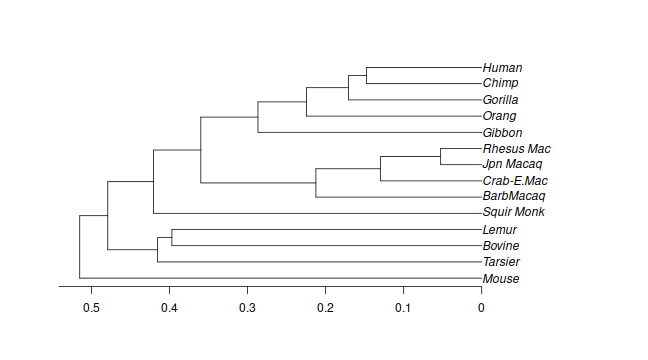 Human
Chimp
Gorilla
Orang
Gibbon
Rhesus Mac
Jpn Macaq
Crab-E.Mac
BarbMacaq
Squir Monk
Lemur
Bovine
Tarsier
Mouse
0.5 0.4 0.3 0.2 0.1 0